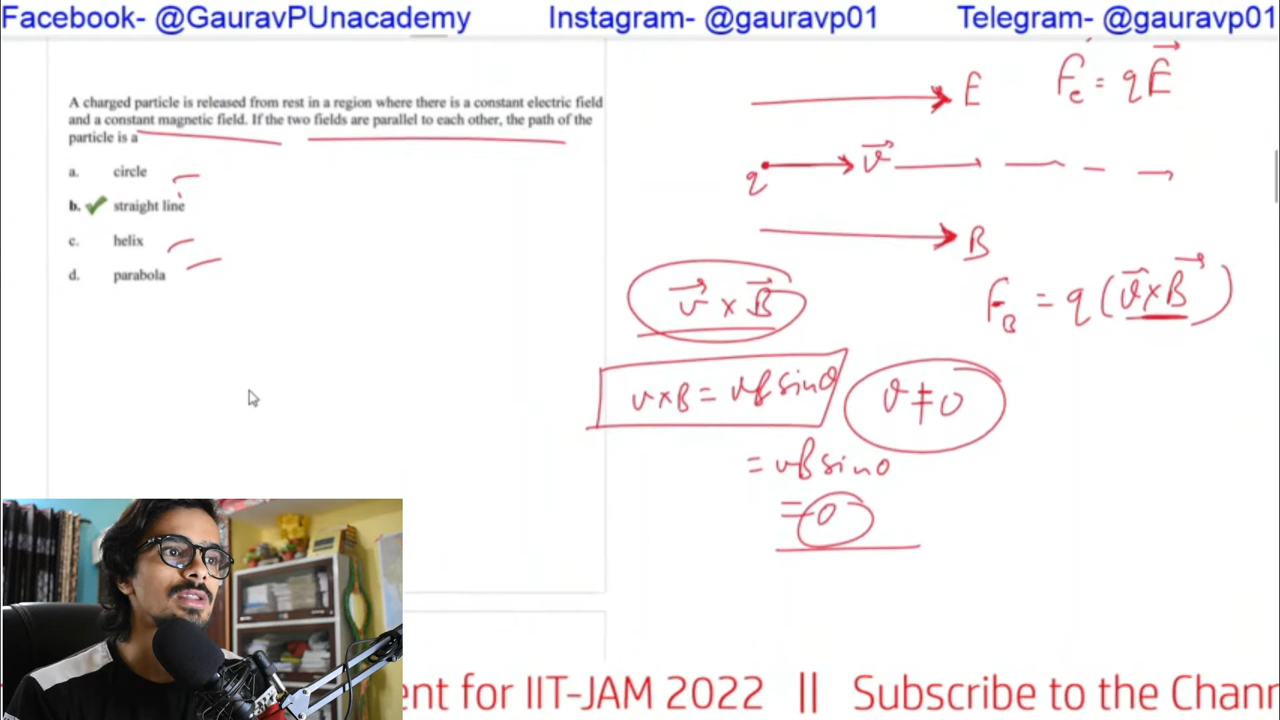 Facebook- @GauravPUnacademy Instagram- @gauravp01 Telegram- @gauravp01
A charged particle is released from rest in a region where there is a constant electric field
and a constant magnetic field. If the two fields are parallel to each other, the path of the
particle is a
a. circle
b. straight line
c. helix
d. parabola
E
F_e = qE
q v
B
v × B
F_B = q (v × B)
v×B = vB sinθ
v ≠ 0
= vB sin0
= 0
ent for IIT-JAM 2022 || Subscribe to the Chann